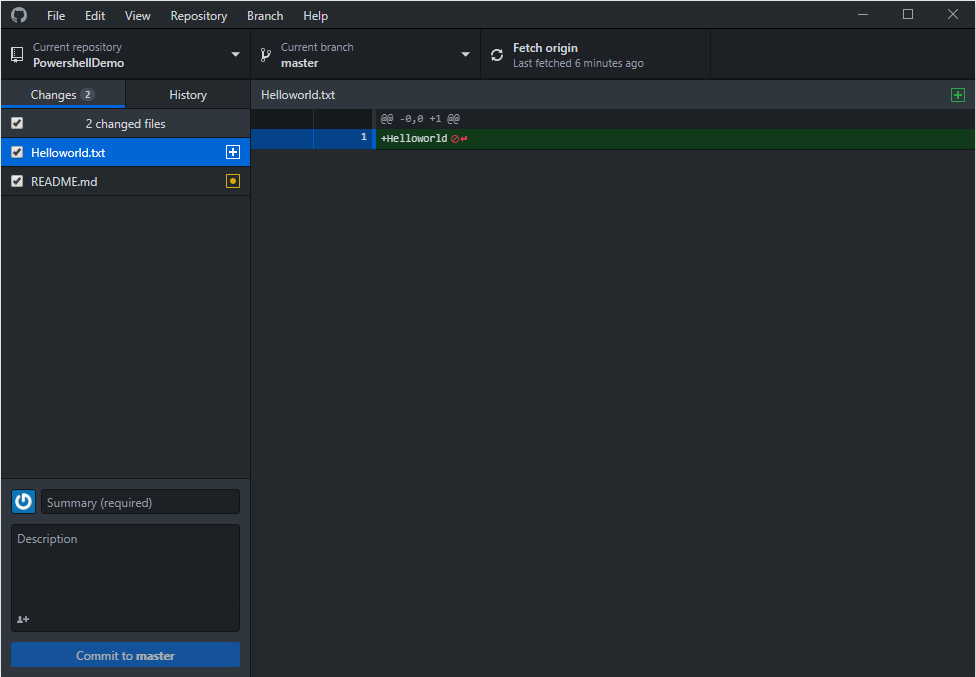 File Edit View Repository Branch Help
Current repository
PowershellDemo
Current branch
master
Fetch origin
Last fetched 6 minutes ago
Changes 2
History
Helloworld.txt
2 changed files
@@ -0,0 +1 @@
1 +Helloworld
Helloworld.txt
README.md
Summary (required)
Description
Commit to master